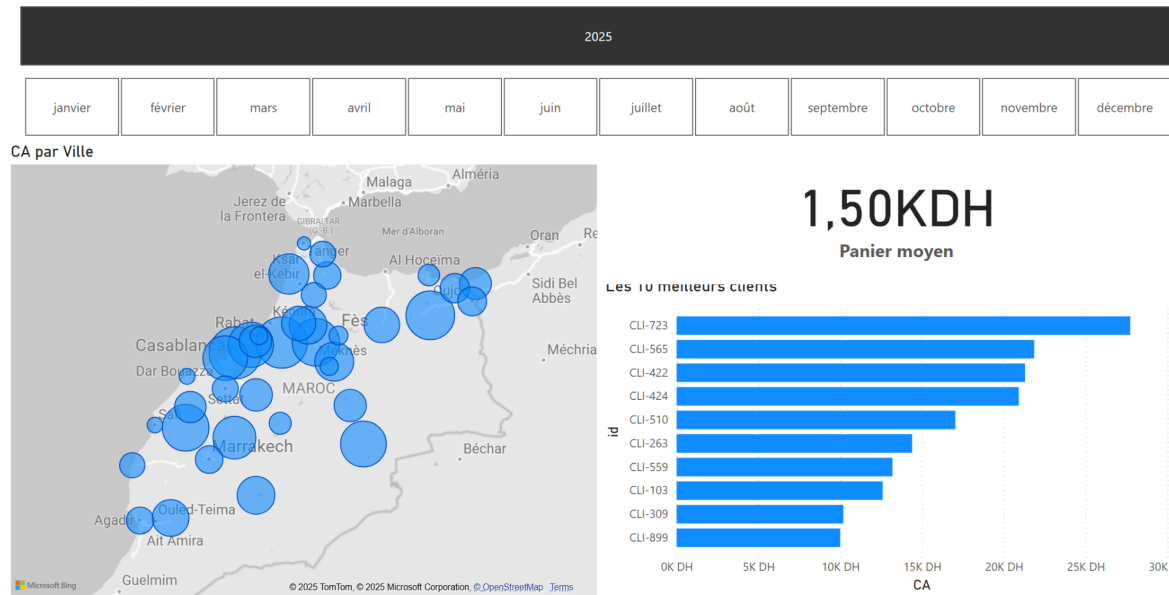 2025
janvier février mars avril mai juin juillet août septembre octobre novembre décembre
CA par Ville
Alméria
Malaga
Jerez de
la Frontera
Marbella
GIBRALTAR
(G. B.)
Mer d'Alboran
Oran
Ksar
el-Kebir
Al Hoceïma
Sidi Bel
Abbès
Fès
Casablanca
Meknès
Méchria
Dar Bouazza
MAROC
Settat
Marrakech
Béchar
Ouled-Teima
Agadir
Ait Amira
Guelmim
Microsoft Bing
© 2025 TomTom, © 2025 Microsoft Corporation, © OpenStreetMap Terms
1,50KDH
Panier moyen
Les 10 meilleurs clients
id
CLI-723
CLI-565
CLI-422
CLI-424
CLI-510
CLI-263
CLI-559
CLI-103
CLI-309
CLI-899
0K DH 5K DH 10K DH 15K DH 20K DH 25K DH 30K
CA